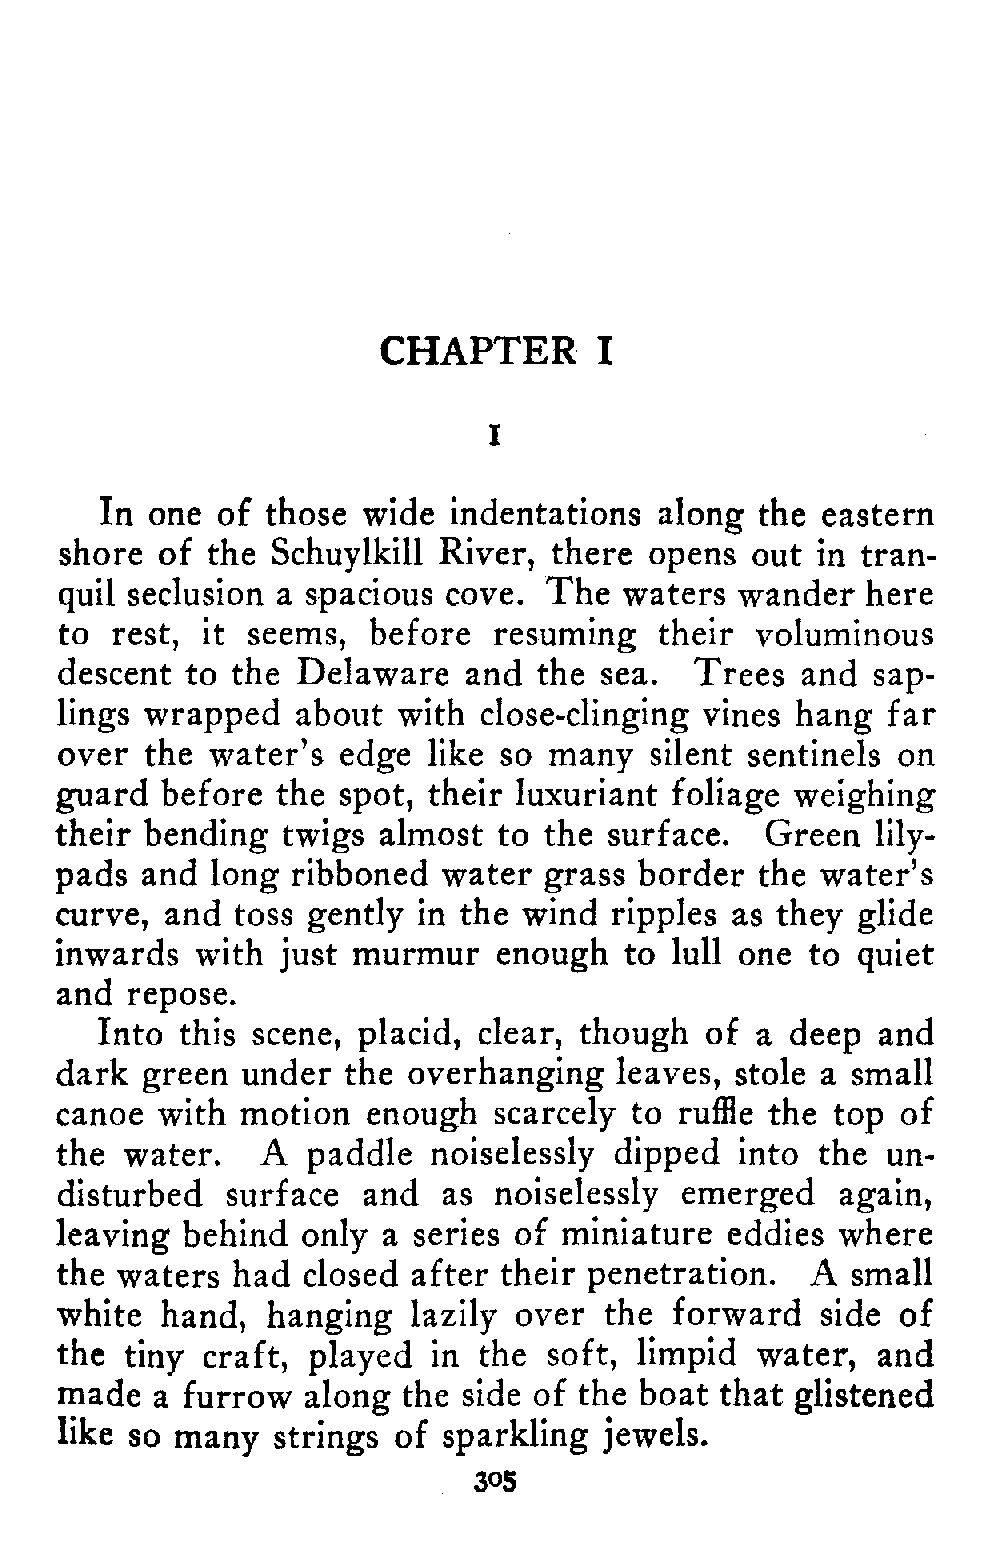 CHAPTER I
I
In one of those wide indentations along the eastern
shore of the Schuylkill River, there opens out in tran-
quil seclusion a spacious cove. The waters wander here
to rest, it seems, before resuming their voluminous
descent to the Delaware and the sea. Trees and sap-
lings wrapped about with close-clinging vines hang far
over the water's edge like so many silent sentinels on
guard before the spot, their luxuriant foliage weighing
their bending twigs almost to the surface. Green lily-
pads and long ribboned water grass border the water's
curve, and toss gently in the wind ripples as they glide
inwards with just murmur enough to lull one to quiet
and repose.
Into this scene, placid, clear, though of a deep and
dark green under the overhanging leaves, stole a small
canoe with motion enough scarcely to ruffle the top of
the water. A paddle noiselessly dipped into the un-
disturbed surface and as noiselessly emerged again,
leaving behind only a series of miniature eddies where
the waters had closed after their penetration. A small
white hand, hanging lazily over the forward side of
the tiny craft, played in the soft, limpid water, and
made a furrow along the side of the boat that glistened
like so many strings of sparkling jewels.
305